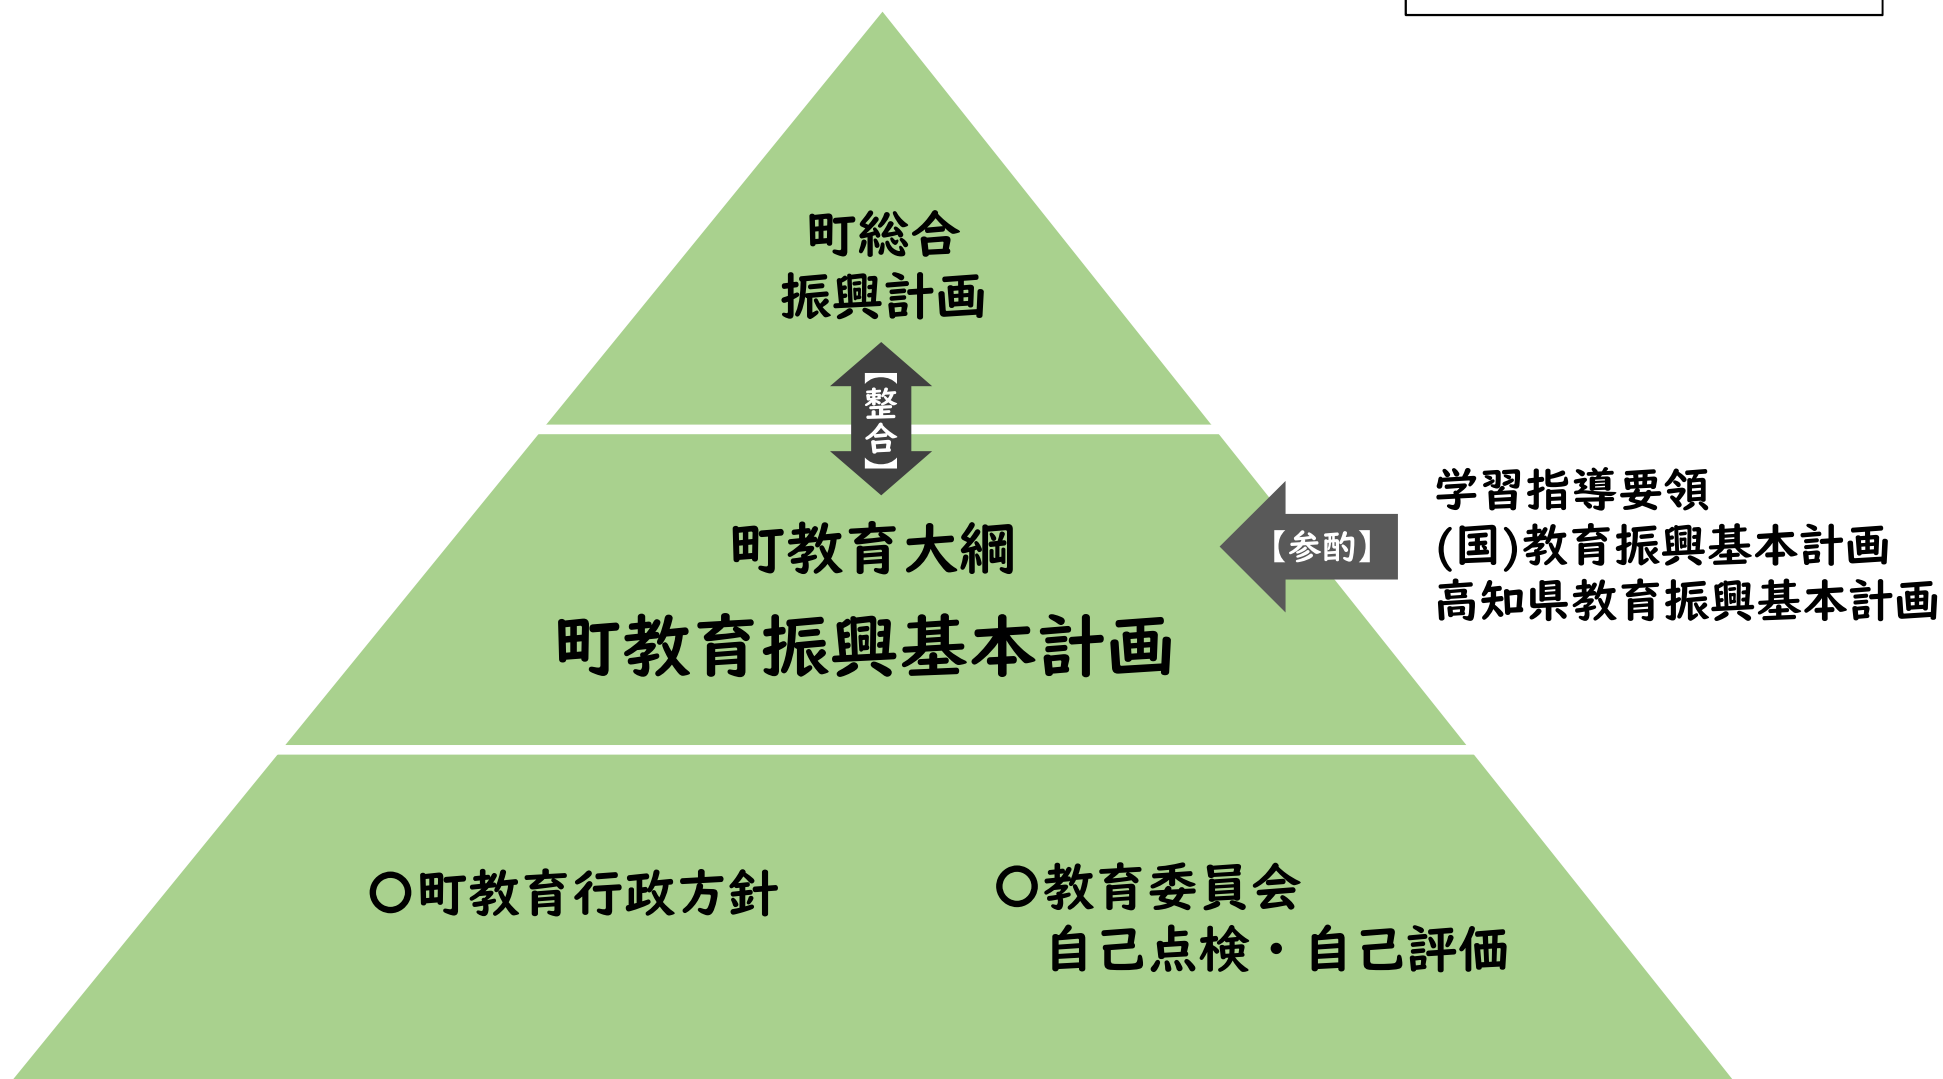 町総合
振興計画
【整合】
町教育大綱
町教育振興基本計画
【参酌】
学習指導要領
(国)教育振興基本計画
高知県教育振興基本計画
〇町教育行政方針
〇教育委員会
自己点検・自己評価